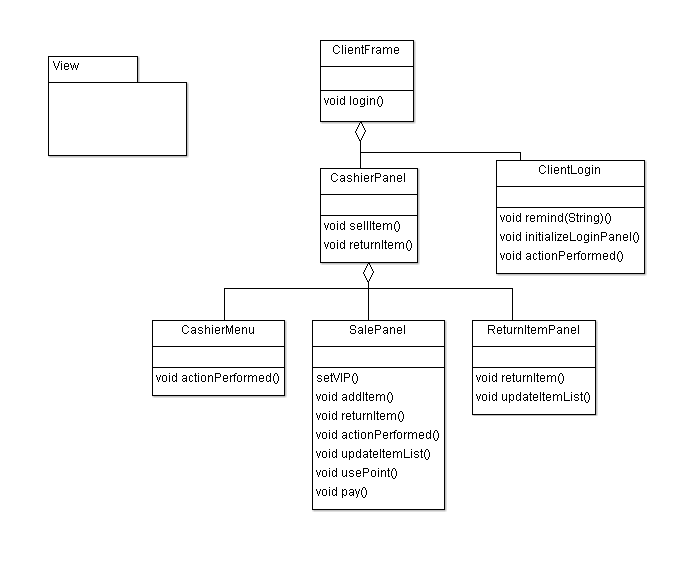 View
ClientFrame
void login()
CashierPanel
void sellItem()
void returnItem()
ClientLogin
void remind(String)()
void initializeLoginPanel()
void actionPerformed()
CashierMenu
void actionPerformed()
SalePanel
setVIP()
void addItem()
void returnItem()
void actionPerformed()
void updateItemList()
void usePoint()
void pay()
ReturnItemPanel
void returnItem()
void updateItemList()